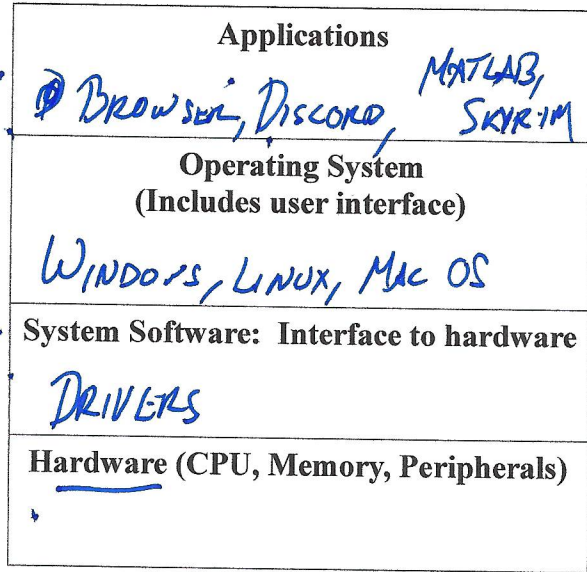 Applications
BROWSER, DISCORD, MATLAB,
SKYRIM
Operating System
(Includes user interface)
WINDOWS, LINUX, MAC OS
System Software: Interface to hardware
DRIVERS
Hardware (CPU, Memory, Peripherals)